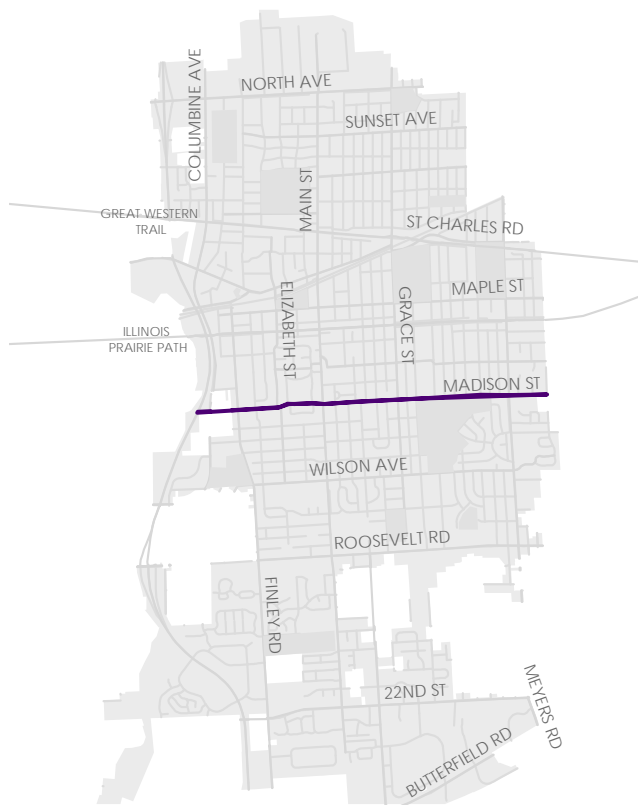 COLUMBINE AVE
NORTH AVE
SUNSET AVE
MAIN ST
GREAT WESTERN
TRAIL
ST CHARLES RD
ELIZABETH ST
GRACE ST
MAPLE ST
ILLINOIS
PRAIRIE PATH
MADISON ST
WILSON AVE
ROOSEVELT RD
FINLEY RD
22ND ST
MEYERS RD
BUTTERFIELD RD